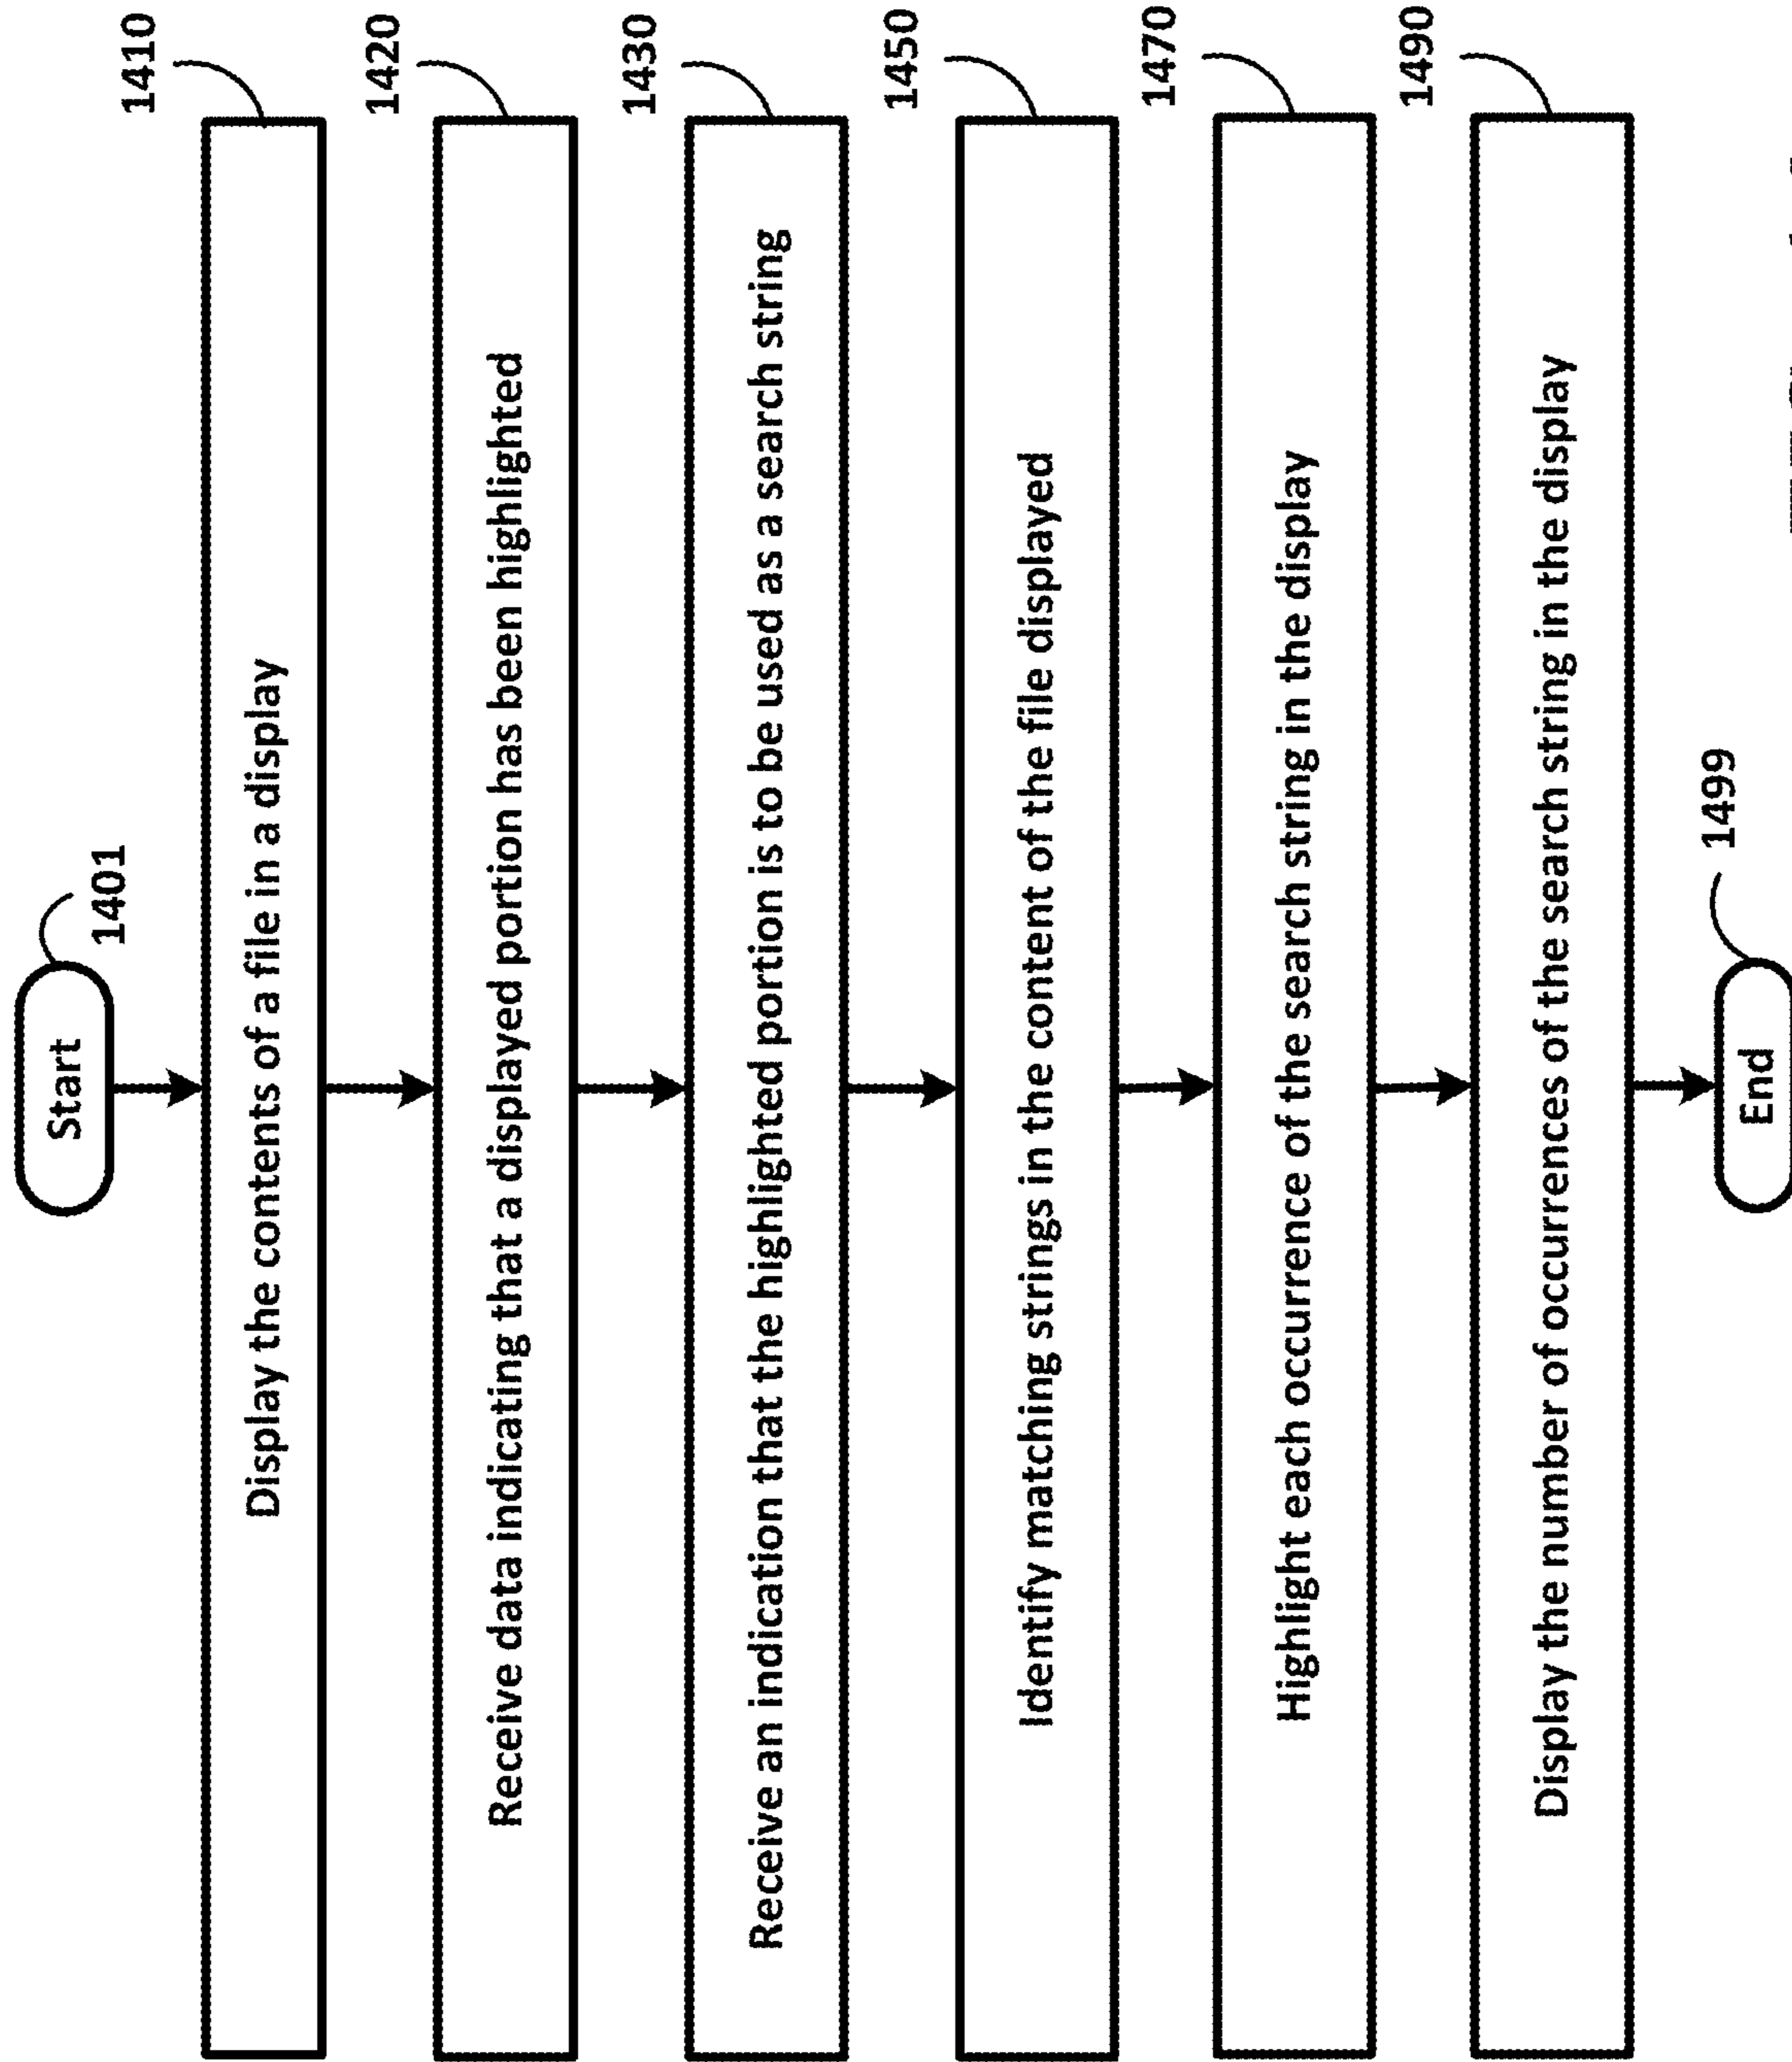 Start
1401
Display the contents of a file in a display
1410
Receive data indicating that a displayed portion has been highlighted
1420
Receive an indication that the highlighted portion is to be used as a search string
1430
Identify matching strings in the content of the file displayed
1450
Highlight each occurrence of the search string in the display
1470
Display the number of occurrences of the search string in the display
1490
End
1499